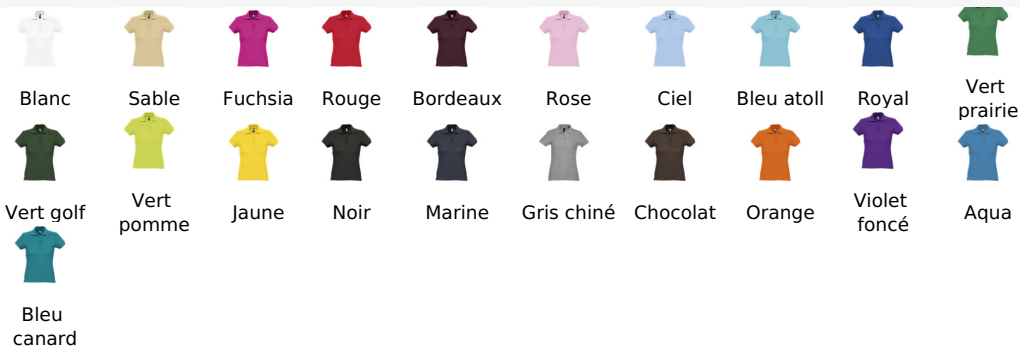 Blanc
Sable
Fuchsia
Rouge
Bordeaux
Rose
Ciel
Bleu atoll
Royal
Vert
prairie
Vert golf
Vert
pomme
Jaune
Noir
Marine
Gris chiné
Chocolat
Orange
Violet
foncé
Aqua
Bleu
canard